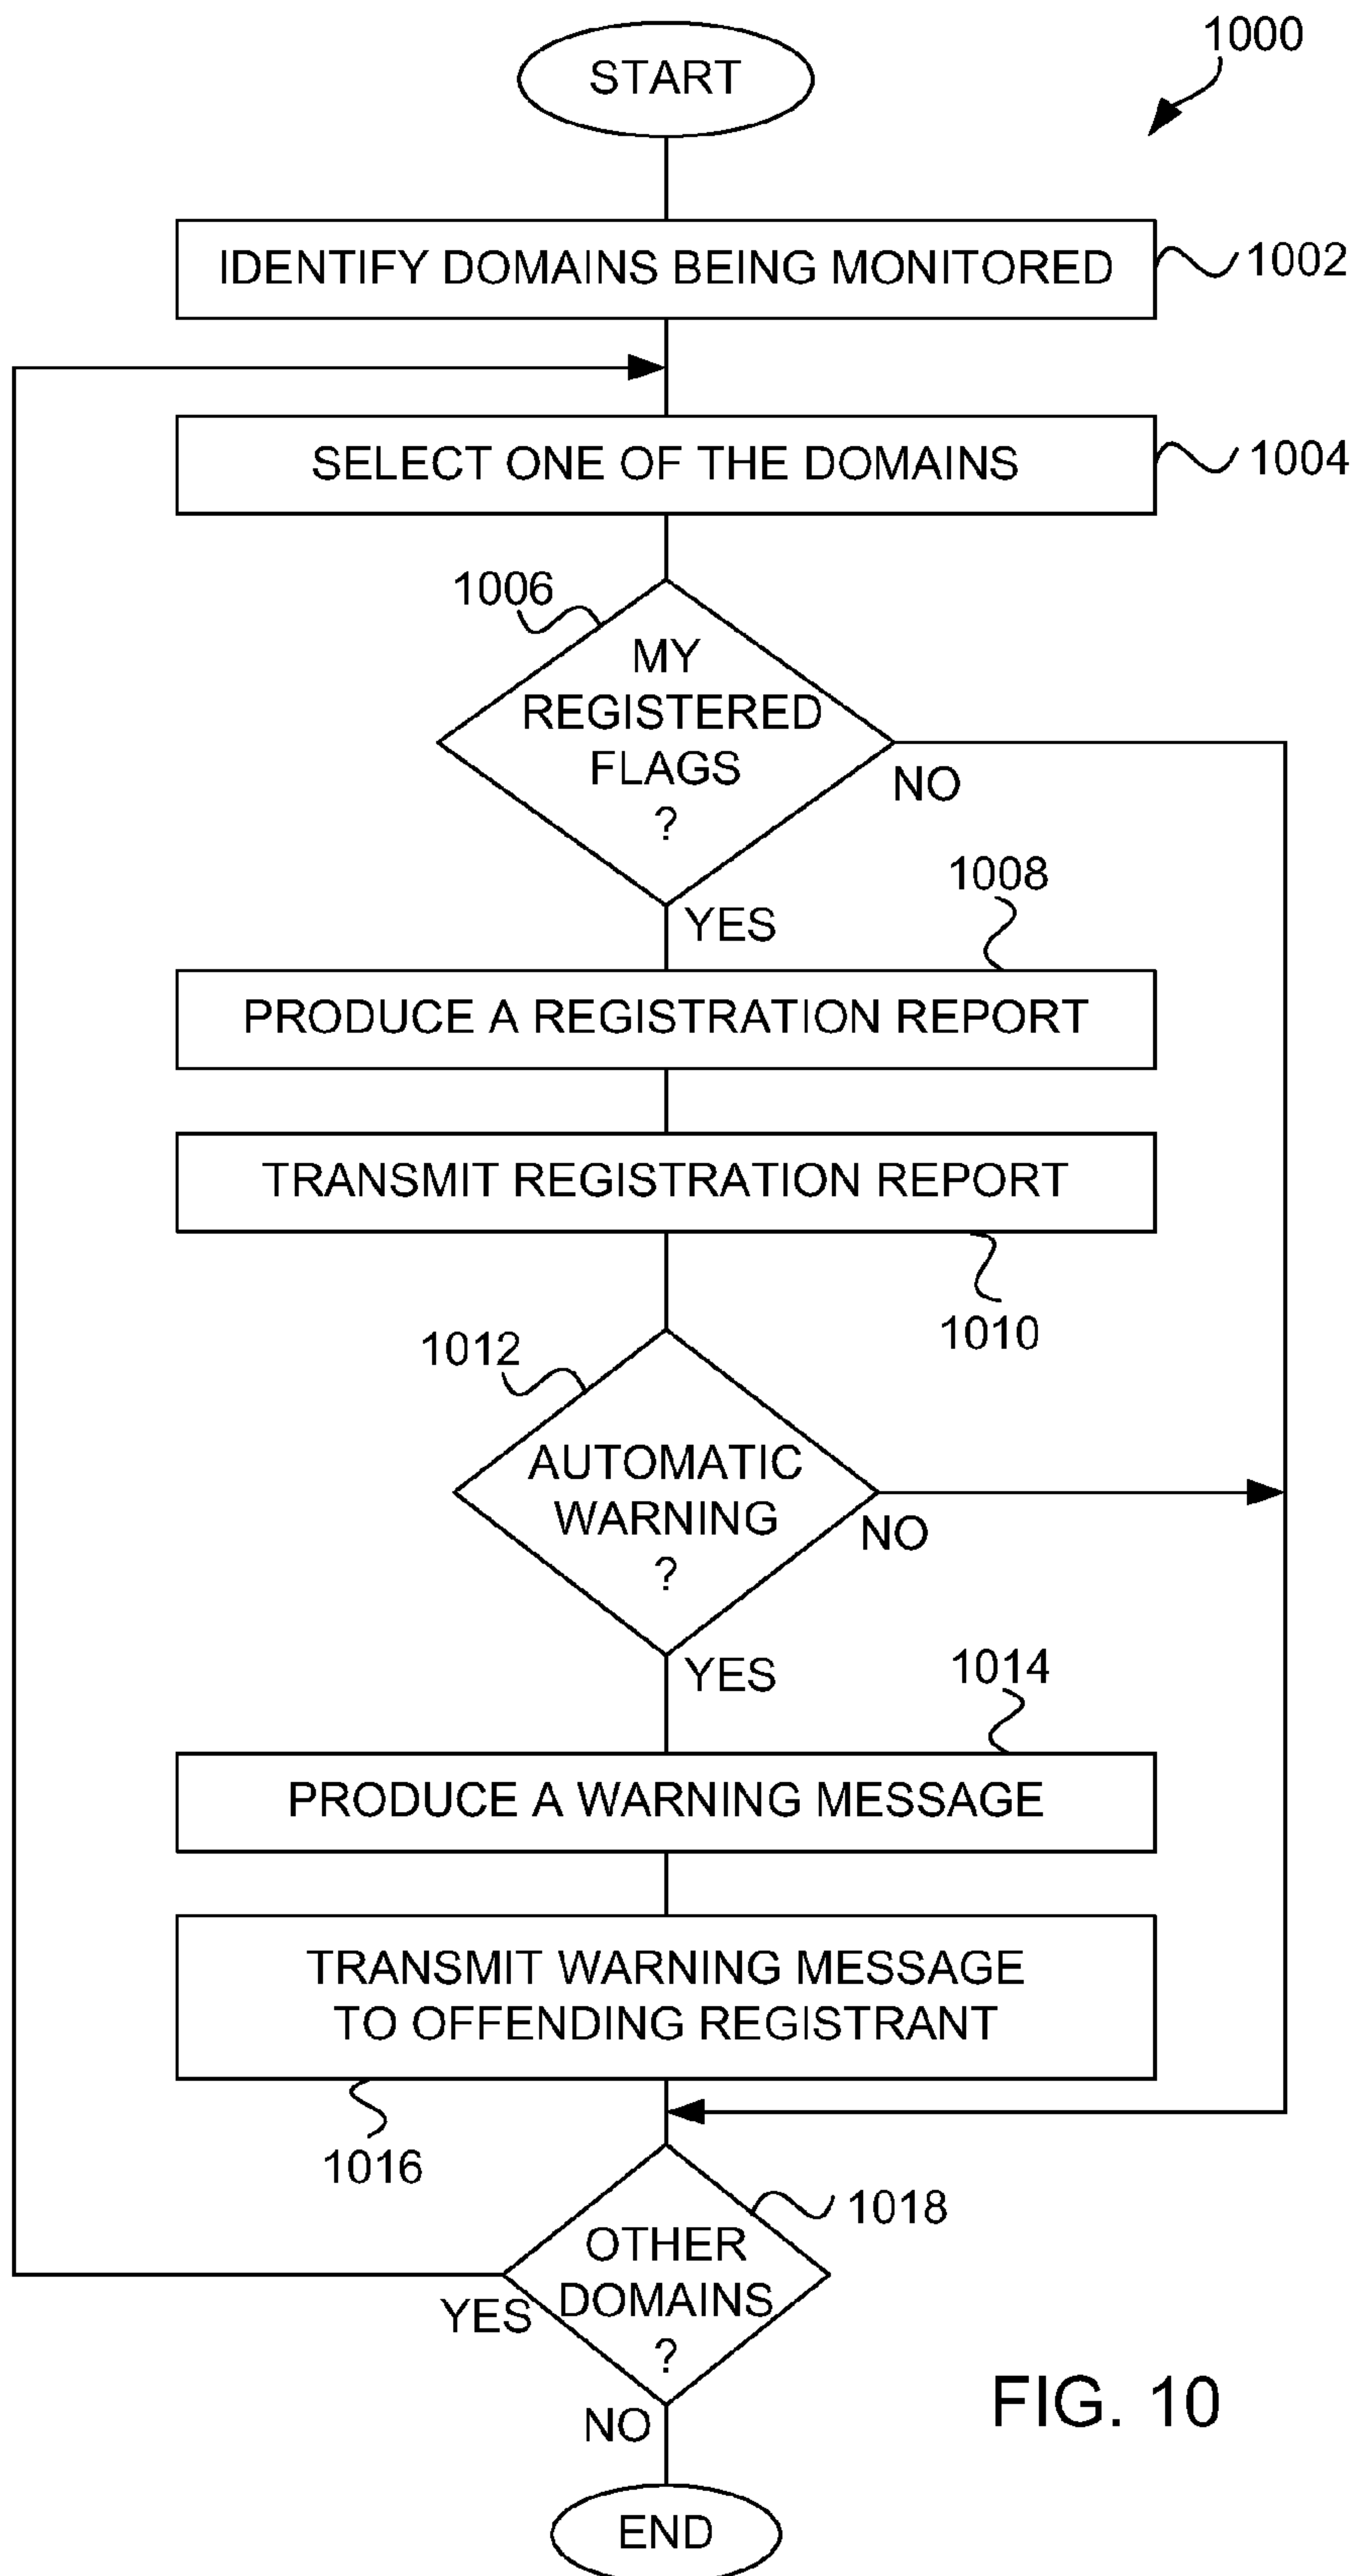 1000
START
IDENTIFY DOMAINS BEING MONITORED
1002
SELECT ONE OF THE DOMAINS
1004
1006
MY
REGISTERED
FLAGS
?
NO
YES
1008
PRODUCE A REGISTRATION REPORT
TRANSMIT REGISTRATION REPORT
1010
1012
AUTOMATIC
WARNING
?
NO
YES
1014
PRODUCE A WARNING MESSAGE
TRANSMIT WARNING MESSAGE
TO OFFENDING REGISTRANT
1016
1018
OTHER
DOMAINS
?
YES
NO
END
FIG. 10